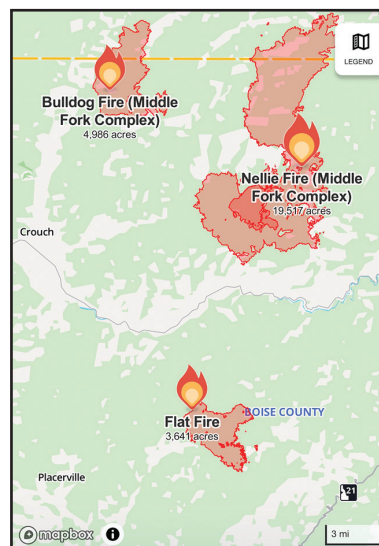 LEGEND
Bulldog Fire (Middle
Fork Complex)
4,986 acres
Nellie Fire (Middle
Fork Complex)
19,517 acres
Crouch
Flat Fire
3,641 acres
BOISE COUNTY
Placerville
21
mapbox
i
3 mi